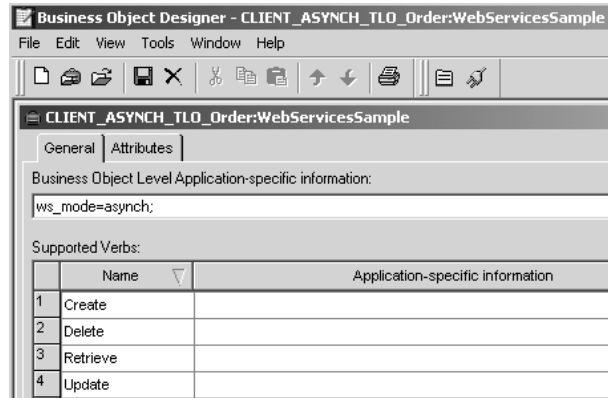 Business Object Designer - CLIENT_ASYNCH_TLO_Order:WebServicesSample
File Edit View Tools Window Help
CLIENT_ASYNCH_TLO_Order:WebServicesSample
General Attributes
Business Object Level Application-specific information:
ws_mode=asynch;
Supported Verbs:
Name Application-specific information
1 Create
2 Delete
3 Retrieve
4 Update